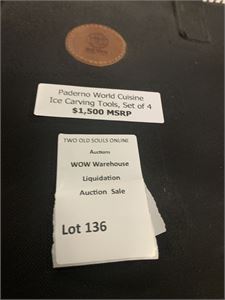 Paderno World Cuisine
Ice Carving Tools, Set of 4
$1,500 MSRP
TWO OLD SOULS ONLINE
Auctions
WOW Warehouse
Liquidation
Auction Sale
Lot 136